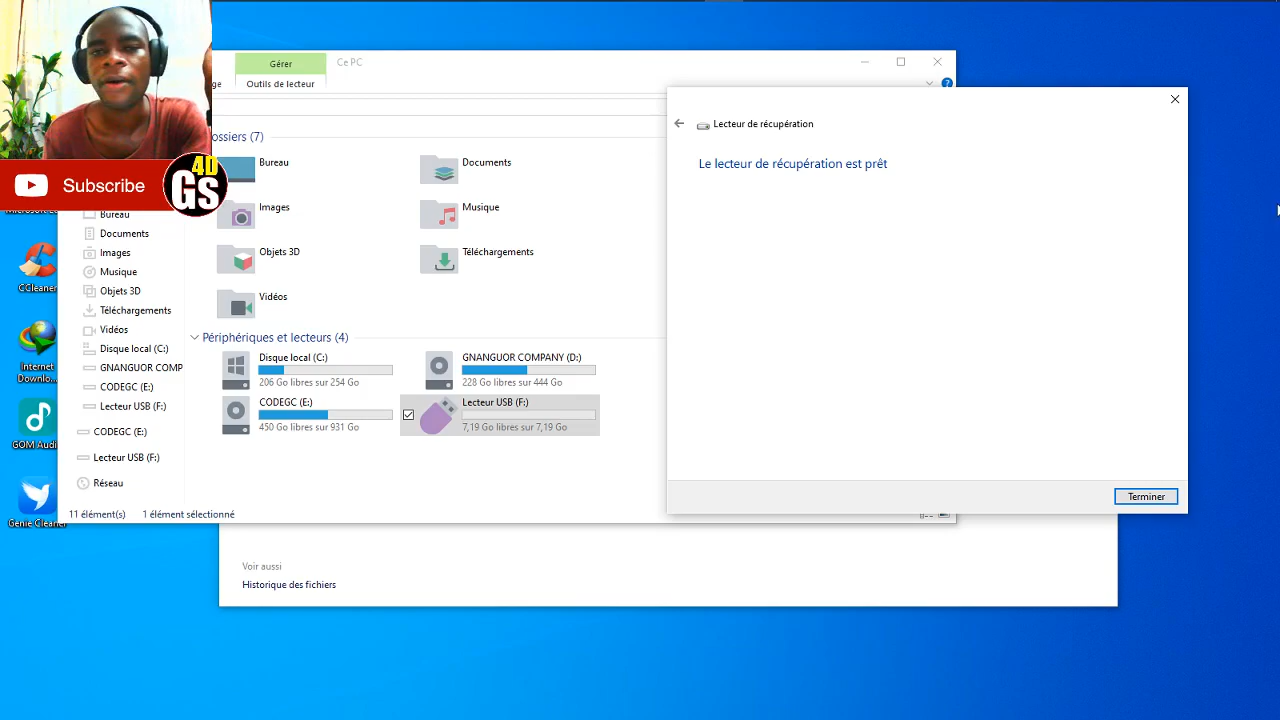 Gérer
Ce PC
ge
Outils de lecteur
ossiers (7)
Bureau
Documents
Images
Musique
Objets 3D
Téléchargements
Vidéos
Périphériques et lecteurs (4)
Disque local (C:)
206 Go libres sur 254 Go
GNANGUOR COMPANY (D:)
228 Go libres sur 444 Go
CODEGC (E:)
450 Go libres sur 931 Go
Lecteur USB (F:)
7,19 Go libres sur 7,19 Go
Subscribe
4D
GS
Bureau
Documents
Images
Musique
Objets 3D
Téléchargements
Vidéos
Disque local (C:)
GNANGUOR COMP
CODEGC (E:)
Lecteur USB (F:)
CODEGC (E:)
Lecteur USB (F:)
Réseau
11 élément(s)
1 élément sélectionné
CCleaner
Internet
Downlo...
GOM Audi
Genie Cleaner
Lecteur de récupération
Le lecteur de récupération est prêt
Terminer
Voir aussi
Historique des fichiers